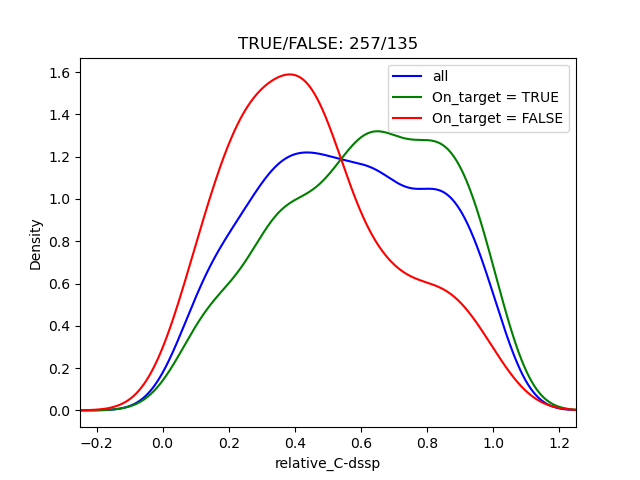 TRUE/FALSE: 257/135
all
On_target = TRUE
On_target = FALSE
Density
1.6
1.4
1.2
1.0
0.8
0.6
0.4
0.2
0.0
−0.2 0.0 0.2 0.4 0.6 0.8 1.0 1.2
relative_C-dssp